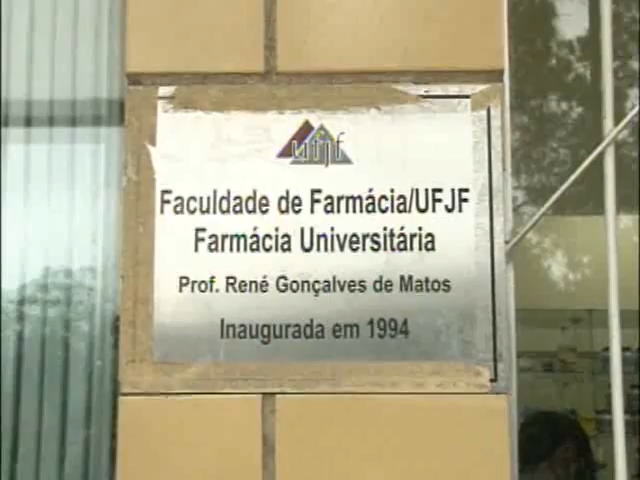 ufjf
Faculdade de Farmácia/UFJF
Farmácia Universitária
Prof. René Gonçalves de Matos
Inaugurada em 1994